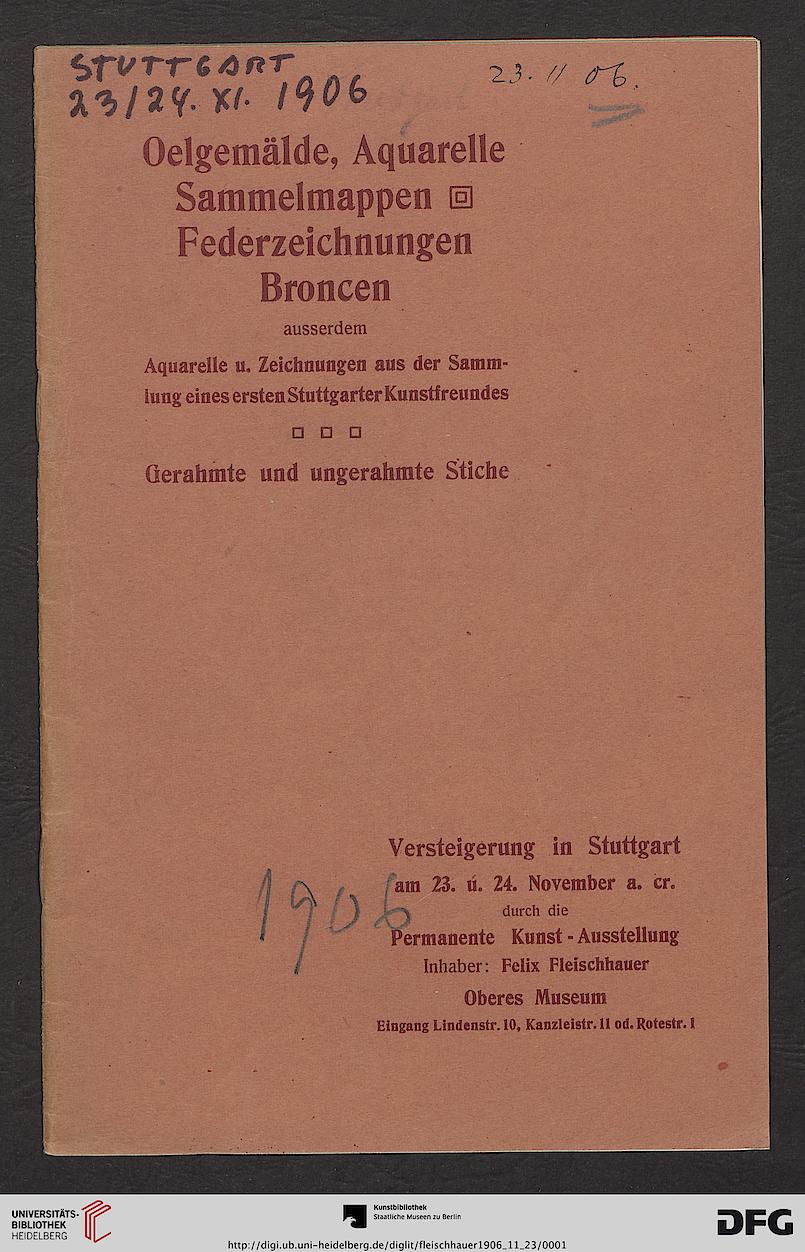 STUTTGART
23/24. XI. 1906
23. 11 06.
Oelgemälde, Aquarelle
Sammelmappen
Federzeichnungen
Broncen
ausserdem
Aquarelle u. Zeichnungen aus der Samm-
lung eines ersten Stuttgarter Kunstfreundes
Gerahmte und ungerahmte Stiche
Versteigerung in Stuttgart
am 23. u. 24. November a. cr.
1906
durch die
Permanente Kunst-Ausstellung
Inhaber: Felix Fleischhauer
Oberes Museum
Eingang Lindenstr. 10, Kanzleistr. 11 od. Rotestr. 1
UNIVERSITÄTS-
BIBLIOTHEK
HEIDELBERG
Kunstbibliothek
Staatliche Museen zu Berlin
DFG
http://digi.ub.uni-heidelberg.de/diglit/fleischhauer1906_11_23/0001